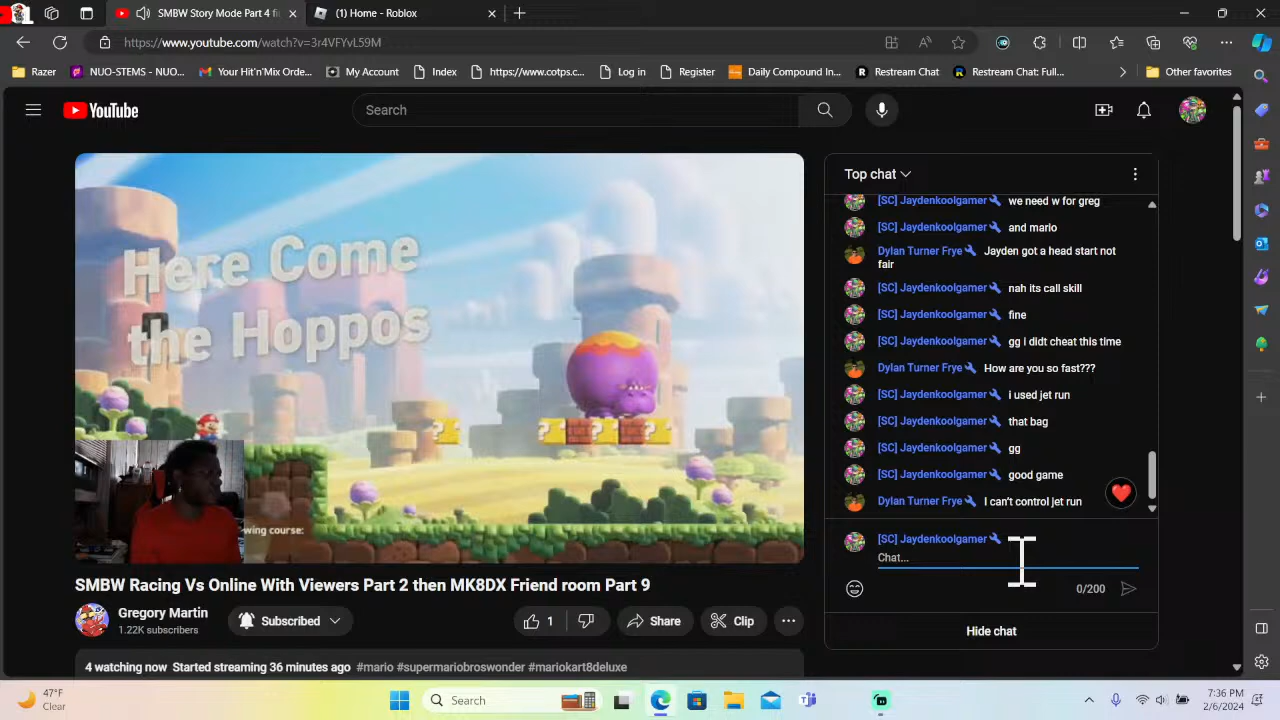 SMBW Story Mode Part 4 fi
(1) Home - Roblox
https://www.youtube.com/watch?v=3r4VFYvL59M
Razer
NUO-STEMS - NUO...
Your Hit'n'Mix Orde...
My Account
Index
https://www.cotps.c...
Log in
Register
Daily Compound In...
Restream Chat
Restream Chat: Full...
Other favorites
YouTube
Search
Top chat
Here Come
the Hoppos
wing course:
[SC] Jaydenkoolgamer we need w for greg
[SC] Jaydenkoolgamer and mario
Dylan Turner Frye Jayden got a head start not
fair
[SC] Jaydenkoolgamer nah its call skill
[SC] Jaydenkoolgamer fine
[SC] Jaydenkoolgamer gg i didt cheat this time
Dylan Turner Frye How are you so fast???
[SC] Jaydenkoolgamer i used jet run
[SC] Jaydenkoolgamer that bag
[SC] Jaydenkoolgamer gg
[SC] Jaydenkoolgamer good game
Dylan Turner Frye I can't control jet run
[SC] Jaydenkoolgamer
Chat...
0/200
Hide chat
SMBW Racing Vs Online With Viewers Part 2 then MK8DX Friend room Part 9
Gregory Martin
1.22K subscribers
Subscribed
1
Share
Clip
4 watching now Started streaming 36 minutes ago #mario #supermariobroswonder #mariokart8deluxe
47°F
Clear
Search
7:36 PM
2/6/2024